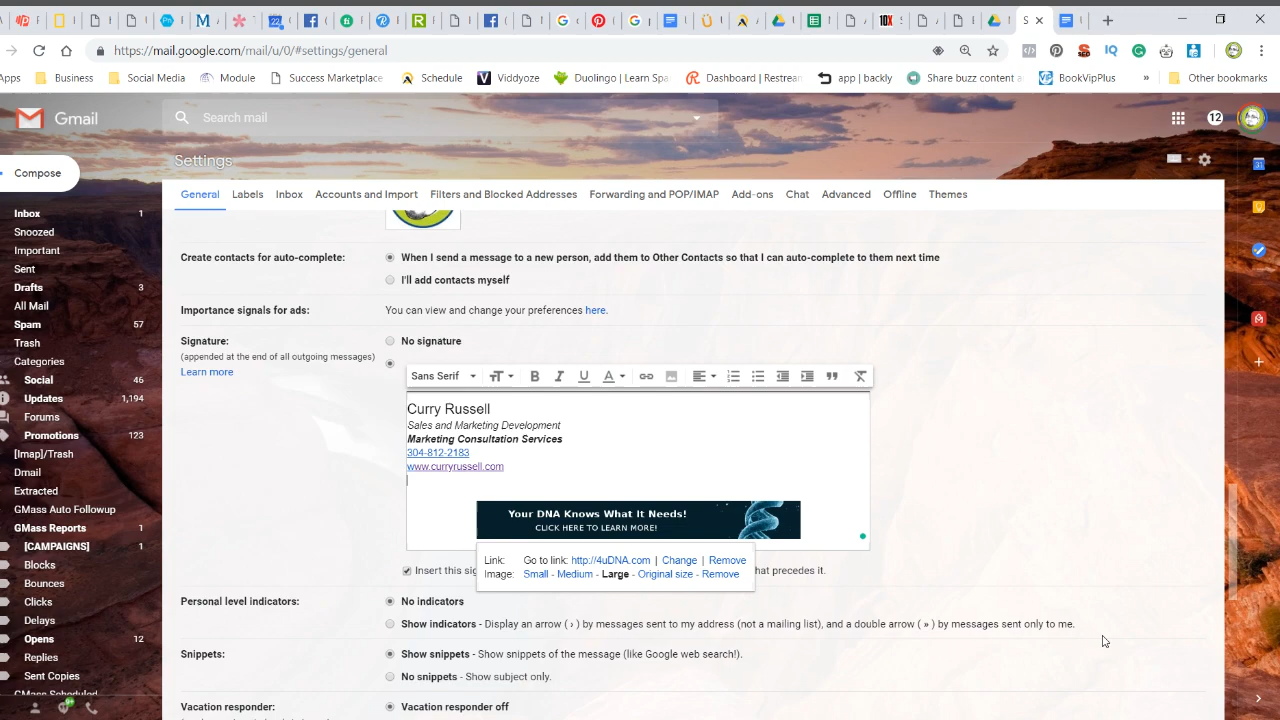 S
10X
https://mail.google.com/mail/u/0/#settings/general
Apps Business Social Media Module Success Marketplace Schedule Viddyoze Duolingo | Learn Spa Dashboard | Restrea app | backly Share buzz content a BookVipPlus » Other bookmarks
Gmail Search mail 12
Settings
Compose
General Labels Inbox Accounts and Import Filters and Blocked Addresses Forwarding and POP/IMAP Add-ons Chat Advanced Offline Themes
Inbox 1
Snoozed
Important
Sent
Drafts 3
All Mail
Spam 57
Trash
Categories
Social 46
Updates 1,194
Forums
Promotions 123
[Imap]/Trash
Dmail
Extracted
GMass Auto Followup
GMass Reports 1
[CAMPAIGNS] 1
Blocks
Bounces
Clicks
Delays
Opens 12
Replies
Sent Copies
GMass Scheduled
Create contacts for auto-complete: When I send a message to a new person, add them to Other Contacts so that I can auto-complete to them next time
I'll add contacts myself
Importance signals for ads: You can view and change your preferences here.
Signature: No signature
(appended at the end of all outgoing messages)
Learn more
Sans Serif
Curry Russell
Sales and Marketing Development
Marketing Consultation Services
304-812-2183
www.curryrussell.com
Your DNA Knows What It Needs!
CLICK HERE TO LEARN MORE!
Link: Go to link: http://4uDNA.com | Change | Remove
Image: Small - Medium - Large - Original size - Remove
Insert this sig hat precedes it.
Personal level indicators: No indicators
Show indicators - Display an arrow ( › ) by messages sent to my address (not a mailing list), and a double arrow ( » ) by messages sent only to me.
Snippets: Show snippets - Show snippets of the message (like Google web search!).
No snippets - Show subject only.
Vacation responder: Vacation responder off